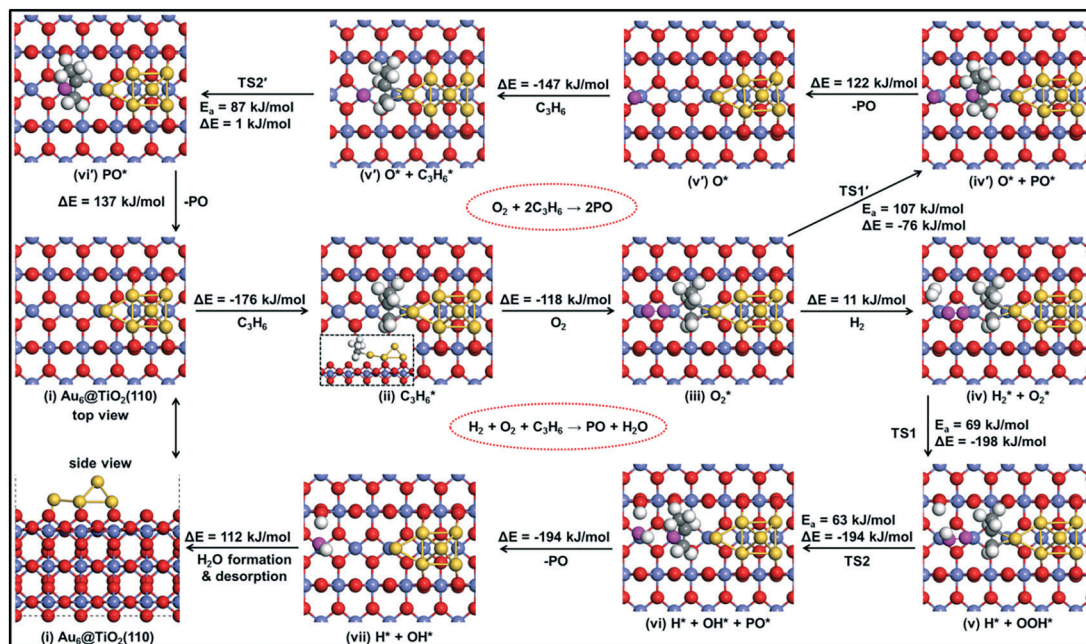 TS2′
Eₐ = 87 kJ/mol
ΔE = 1 kJ/mol
ΔE = -147 kJ/mol
C₃H₆
ΔE = 122 kJ/mol
-PO
(vi′) PO*
(v′) O* + C₃H₆*
(v′) O*
(iv′) O* + PO*
ΔE = 137 kJ/mol
-PO
O₂ + 2C₃H₆ → 2PO
TS1′
Eₐ = 107 kJ/mol
ΔE = -76 kJ/mol
ΔE = -176 kJ/mol
C₃H₆
ΔE = -118 kJ/mol
O₂
ΔE = 11 kJ/mol
H₂
(i) Au₆@TiO₂(110)
top view
(ii) C₃H₆*
(iii) O₂*
(iv) H₂* + O₂*
H₂ + O₂ + C₃H₆ → PO + H₂O
TS1
Eₐ = 69 kJ/mol
ΔE = -198 kJ/mol
side view
ΔE = 112 kJ/mol
H₂O formation
& desorption
ΔE = -194 kJ/mol
-PO
Eₐ = 63 kJ/mol
ΔE = -194 kJ/mol
TS2
(i) Au₆@TiO₂(110)
(vii) H* + OH*
(vi) H* + OH* + PO*
(v) H* + OOH*